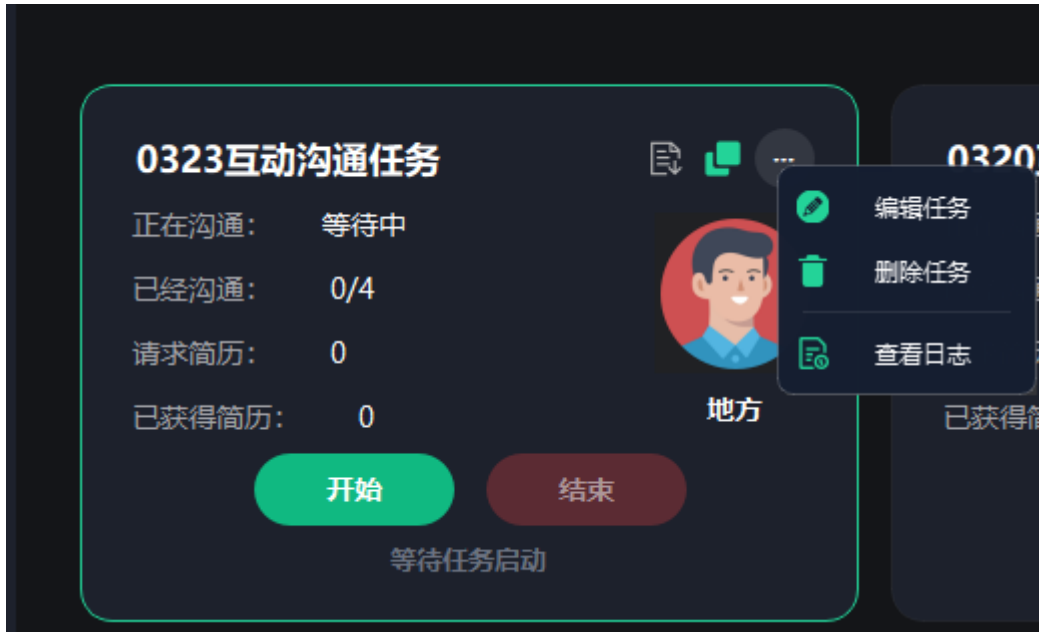 0323互动沟通任务
正在沟通： 等待中
已经沟通： 0/4
请求简历： 0
已获得简历： 0
地方
开始
结束
等待任务启动
编辑任务
删除任务
查看日志
0320
已获得简